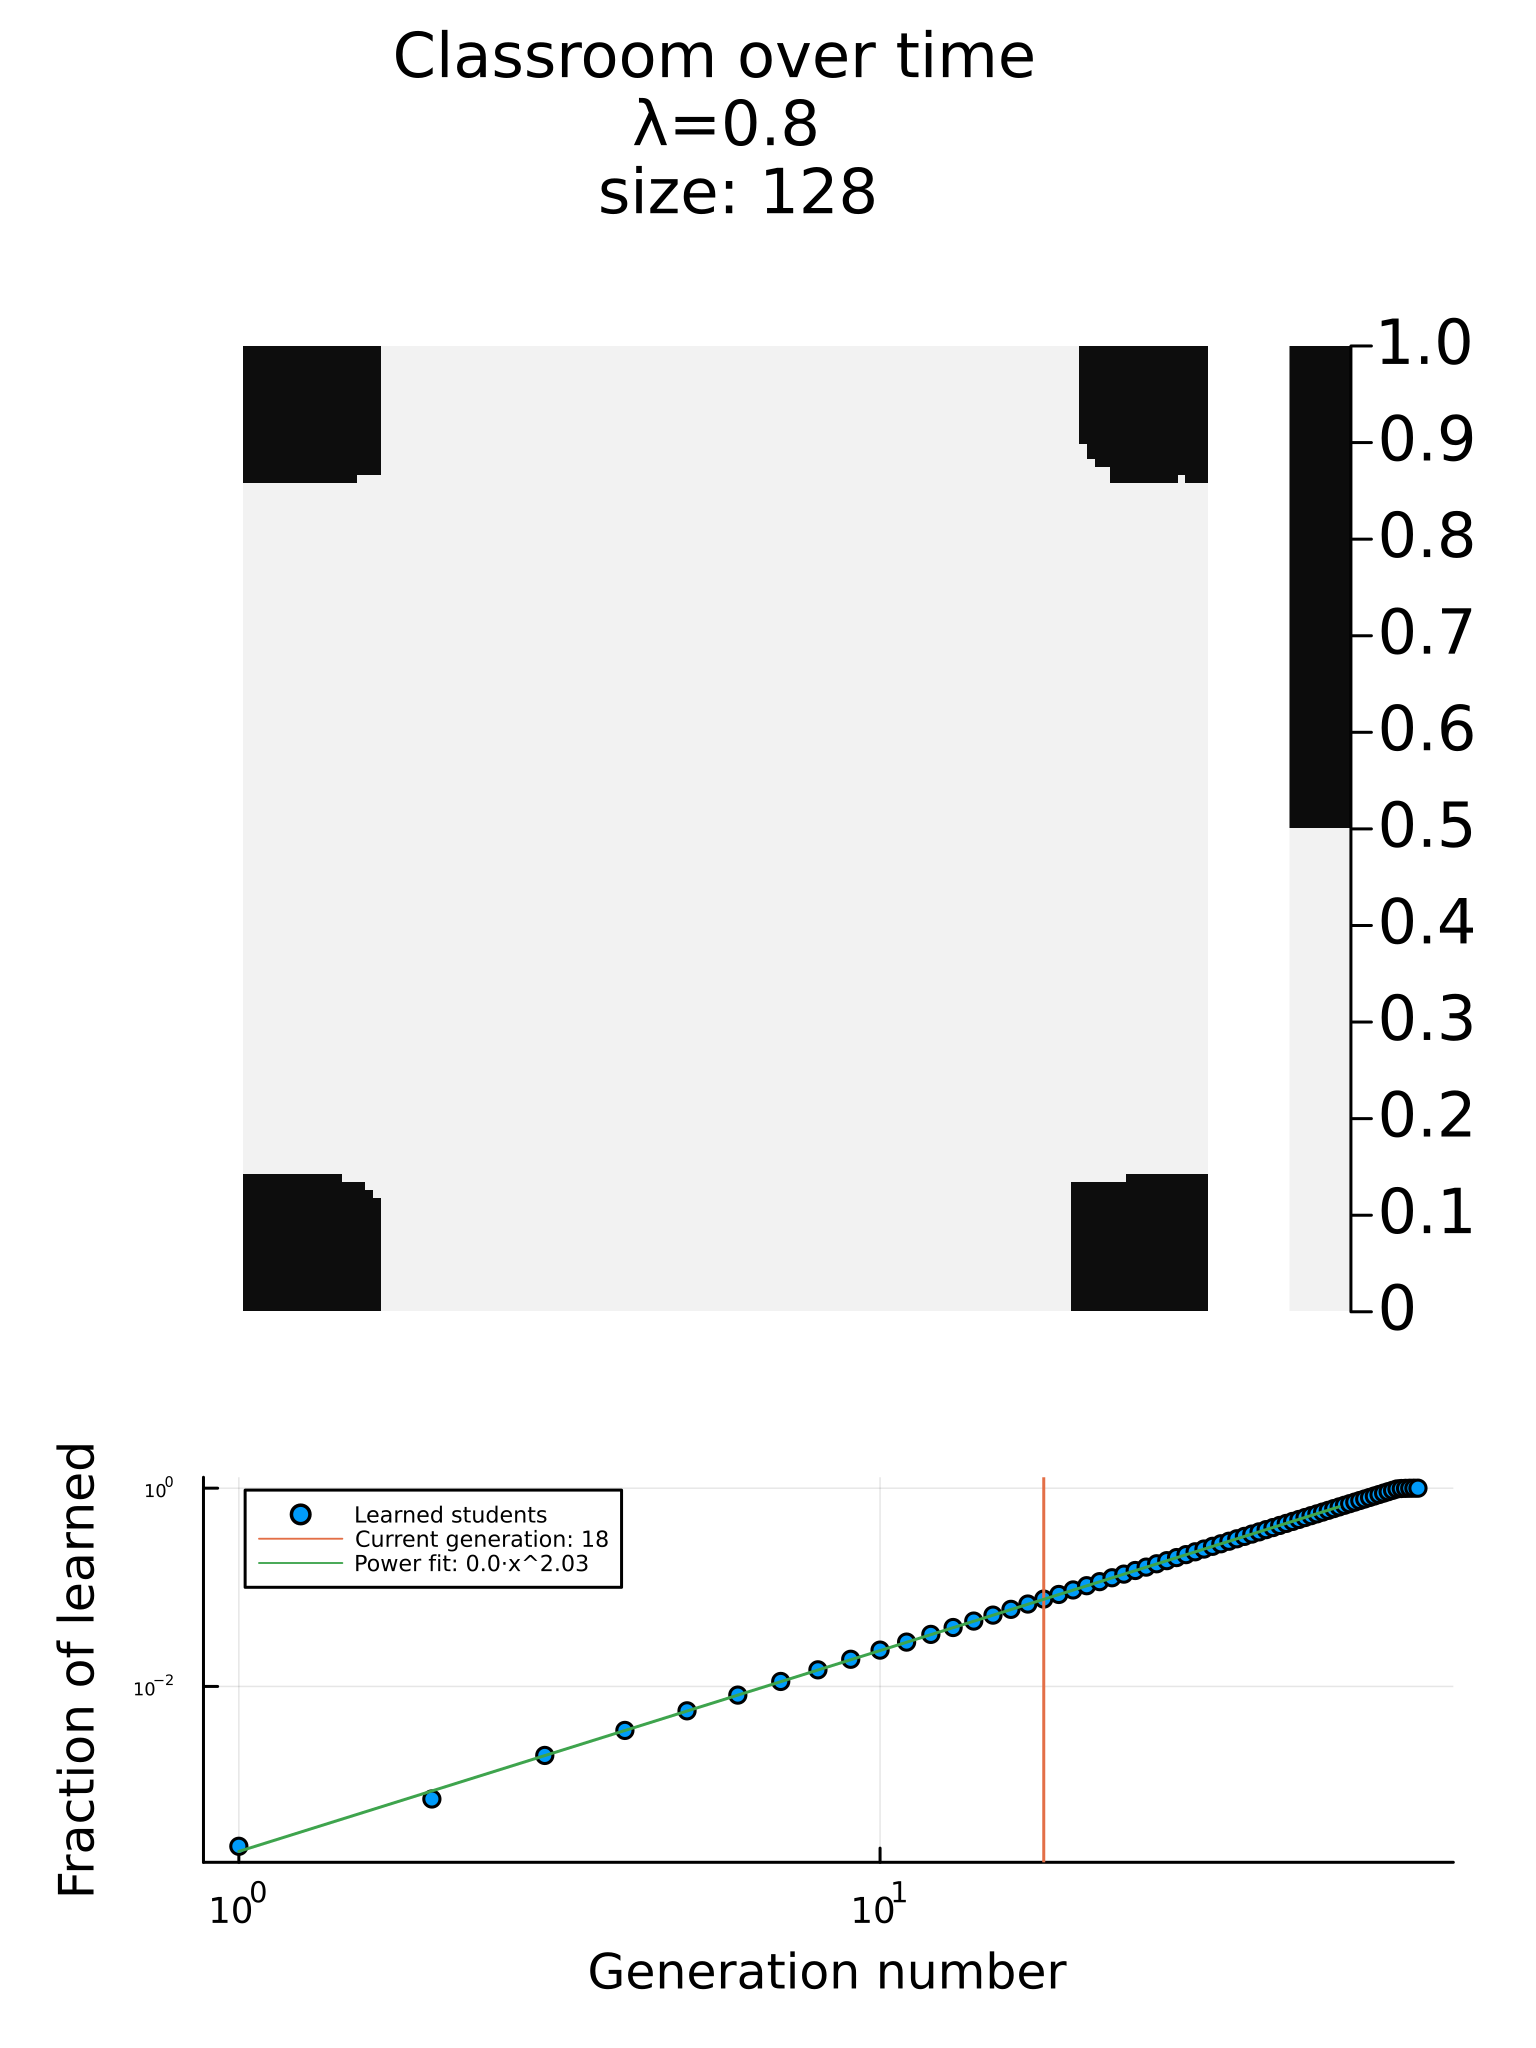 Classroom over time
λ=0.8
size: 128
1.0
0.9
0.8
0.7
0.6
0.5
0.4
0.3
0.2
0.1
0
Fraction of learned
10^0
10^-2
Learned students
Current generation: 18
Power fit: 0.0·x^2.03
10^0
10^1
Generation number